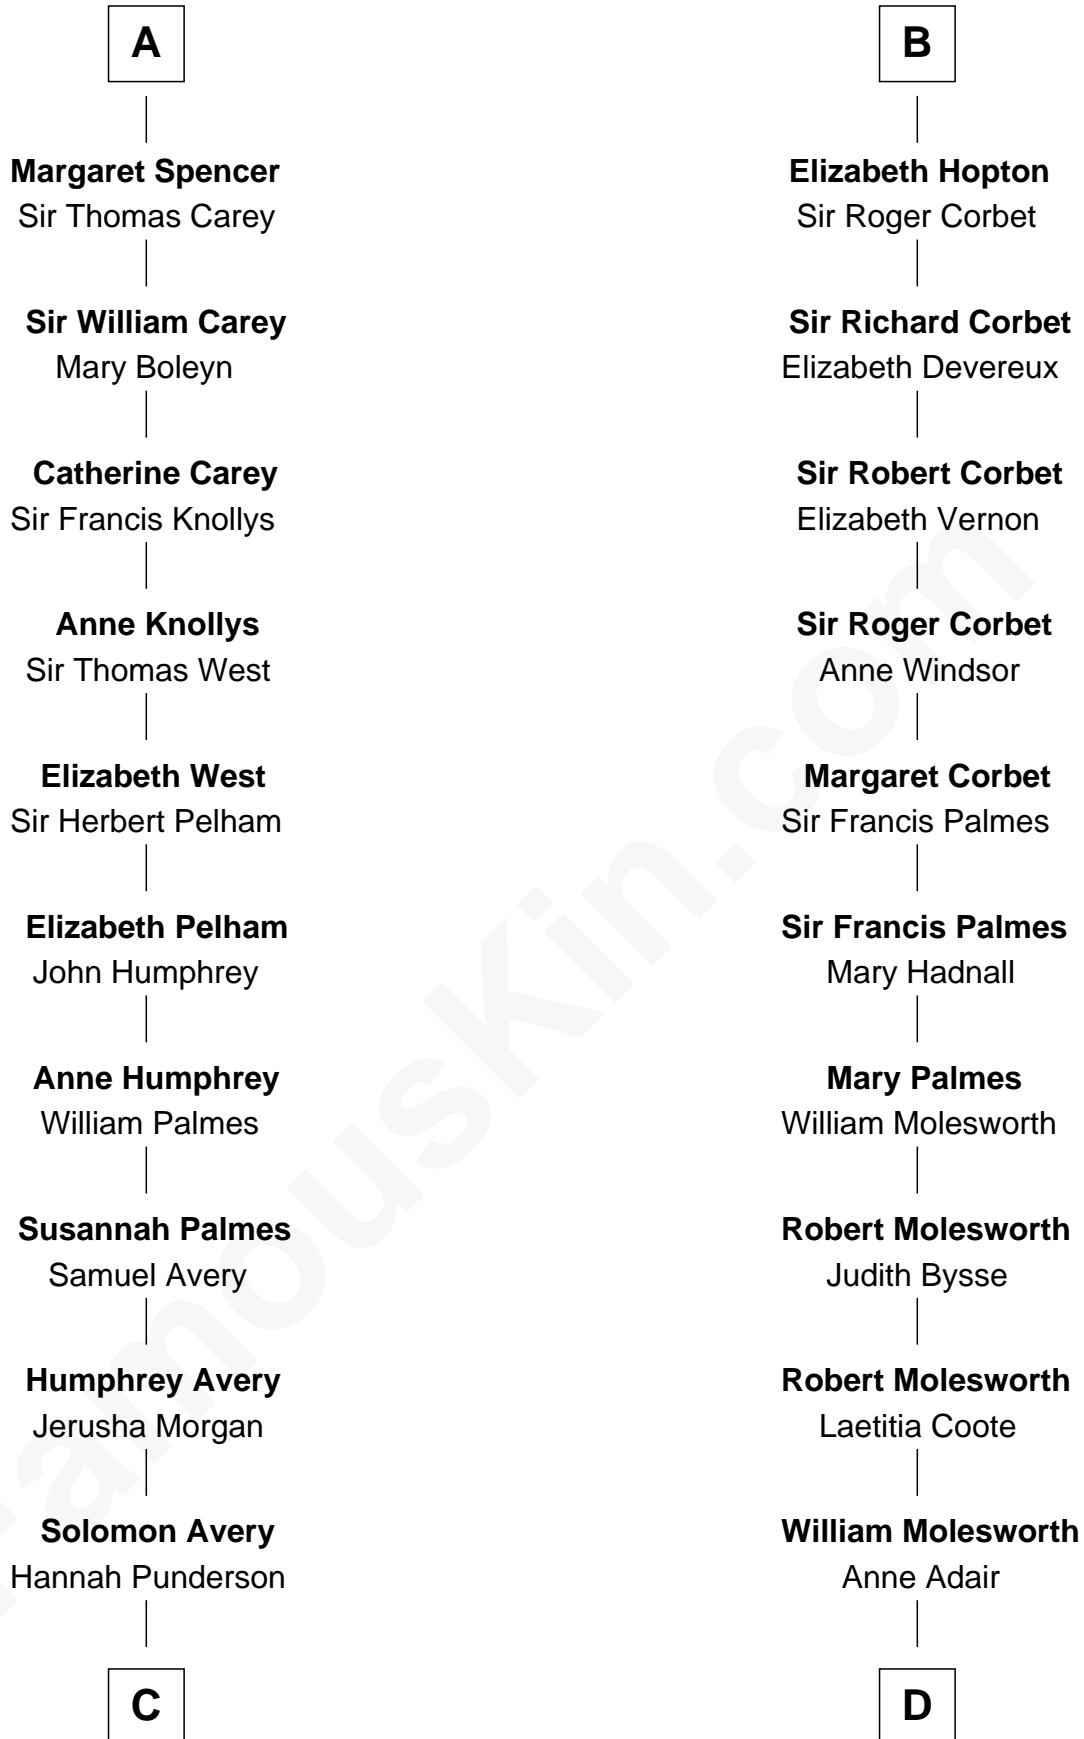 A
Margaret Spencer
Sir Thomas Carey
Sir William Carey
Mary Boleyn
Catherine Carey
Sir Francis Knollys
Anne Knollys
Sir Thomas West
Elizabeth West
Sir Herbert Pelham
Elizabeth Pelham
John Humphrey
Anne Humphrey
William Palmes
Susannah Palmes
Samuel Avery
Humphrey Avery
Jerusha Morgan
Solomon Avery
Hannah Punderson
C
B
Elizabeth Hopton
Sir Roger Corbet
Sir Richard Corbet
Elizabeth Devereux
Sir Robert Corbet
Elizabeth Vernon
Sir Roger Corbet
Anne Windsor
Margaret Corbet
Sir Francis Palmes
Sir Francis Palmes
Mary Hadnall
Mary Palmes
William Molesworth
Robert Molesworth
Judith Bysse
Robert Molesworth
Laetitia Coote
William Molesworth
Anne Adair
D
FamousKin.com